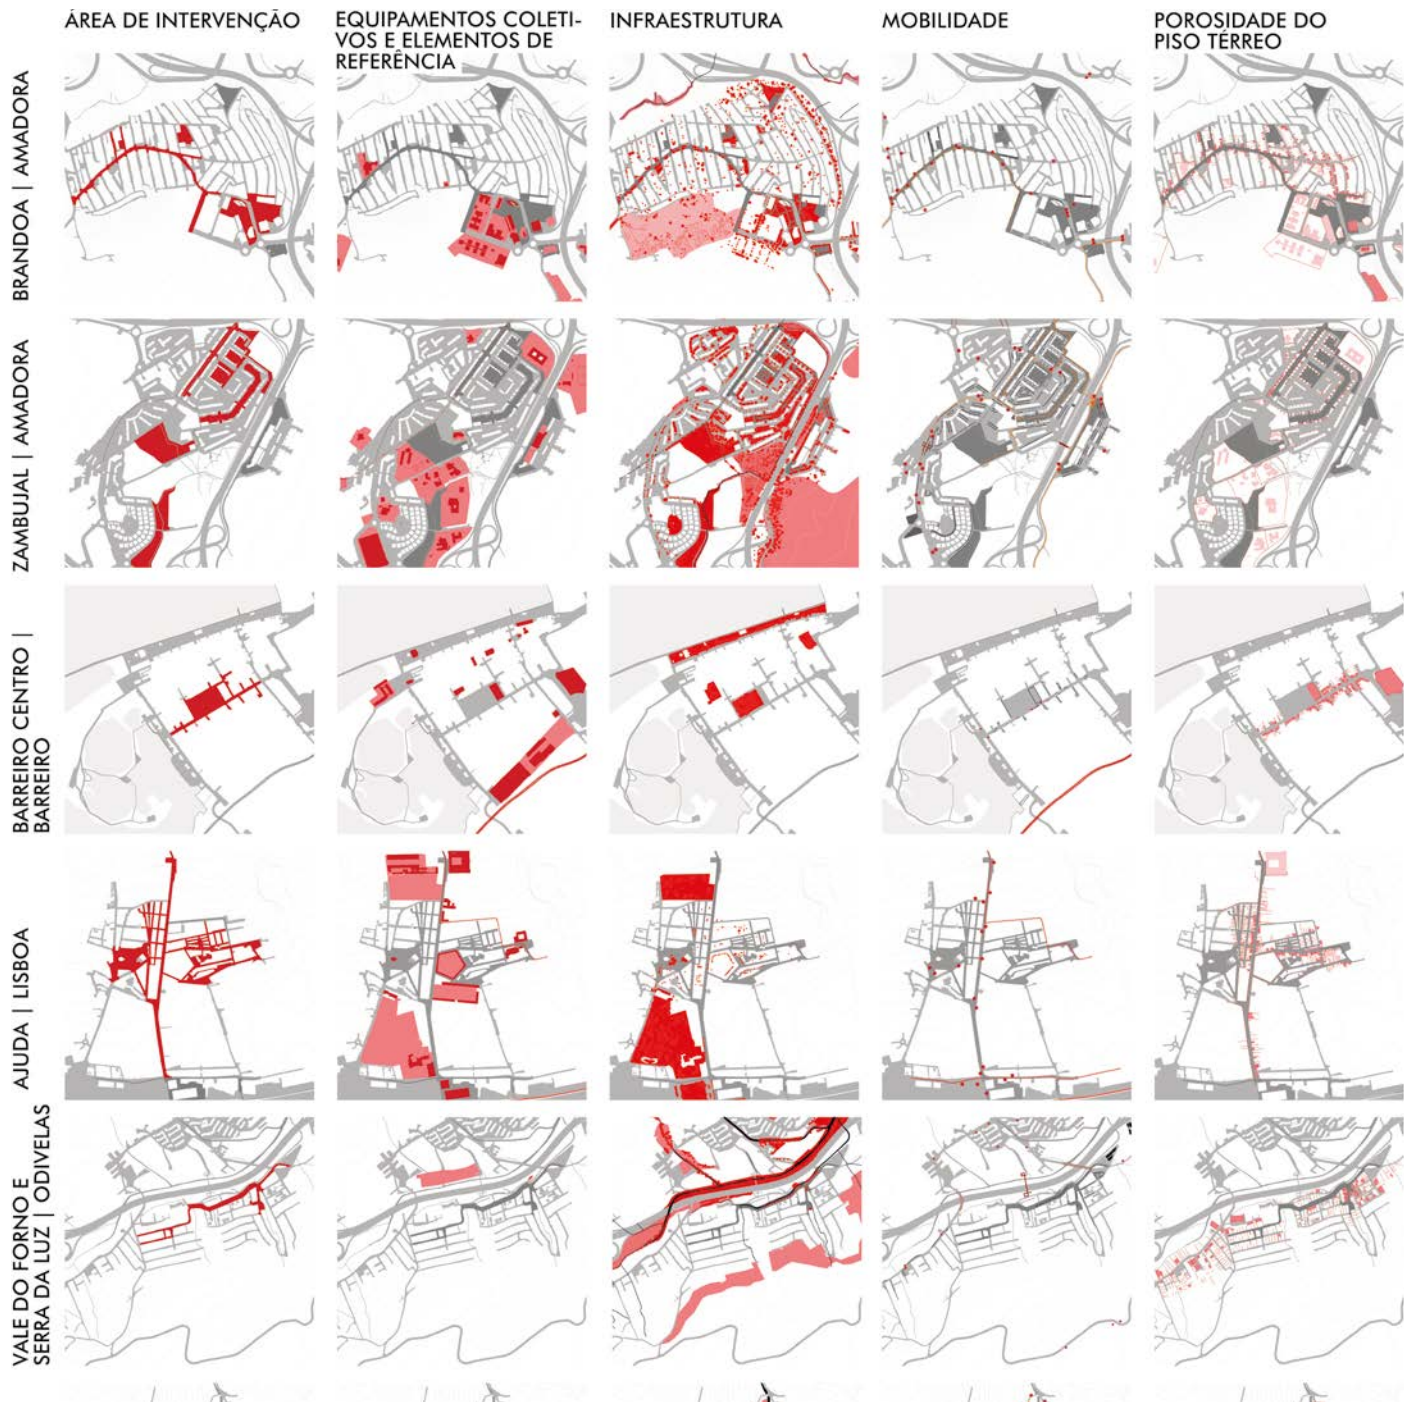 ÁREA DE INTERVENÇÃO
EQUIPAMENTOS COLETI-
VOS E ELEMENTOS DE
REFERÊNCIA
INFRAESTRUTURA
MOBILIDADE
POROSIDADE DO
PISO TÉRREO
BRANDOA | AMADORA
ZAMBUJAL | AMADORA
BARREIRO CENTRO |
BARREIRO
AJUDA | LISBOA
VALE DO FORNO E
SERRA DA LUZ | ODIVELAS